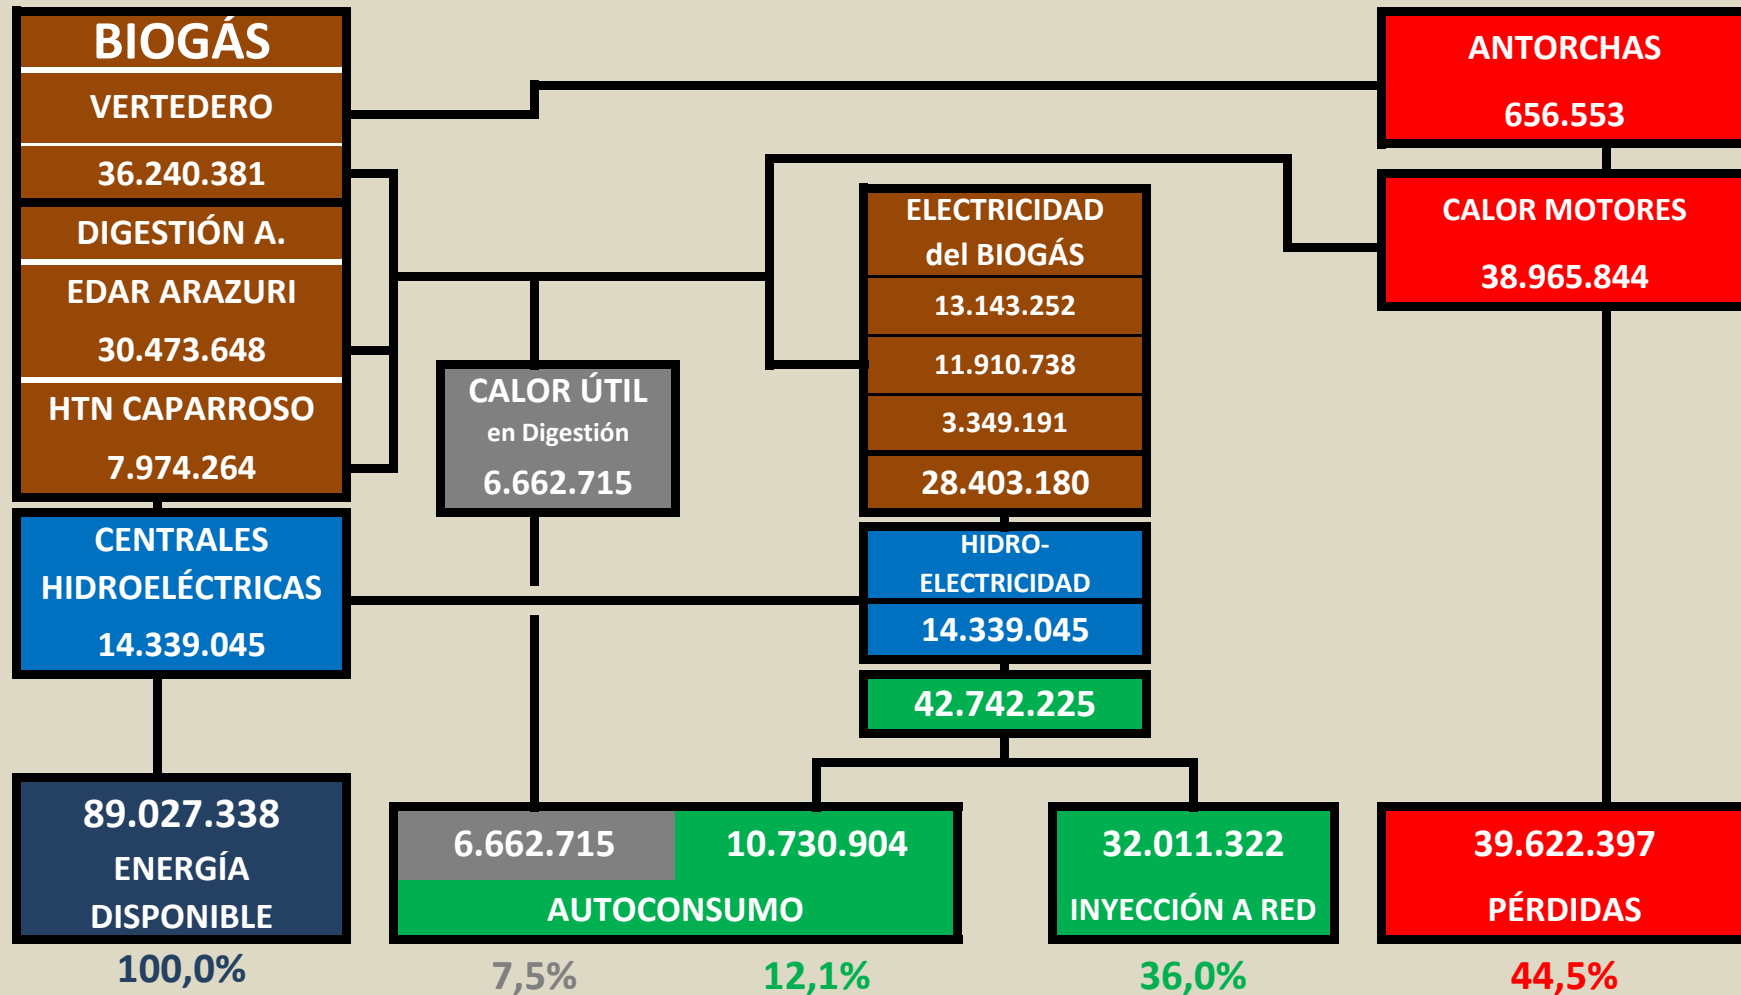 BIOGÁS
VERTEDERO
36.240.381
DIGESTIÓN A.
EDAR ARAZURI
30.473.648
HTN CAPARROSO
7.974.264
CENTRALES
HIDROELÉCTRICAS
14.339.045
89.027.338
ENERGÍA
DISPONIBLE
100,0%
CALOR ÚTIL
en Digestión
6.662.715
ELECTRICIDAD
del BIOGÁS
13.143.252
11.910.738
3.349.191
28.403.180
HIDRO-
ELECTRICIDAD
14.339.045
42.742.225
6.662.715 10.730.904
AUTOCONSUMO
7,5% 12,1%
32.011.322
INYECCIÓN A RED
36,0%
ANTORCHAS
656.553
CALOR MOTORES
38.965.844
39.622.397
PÉRDIDAS
44,5%